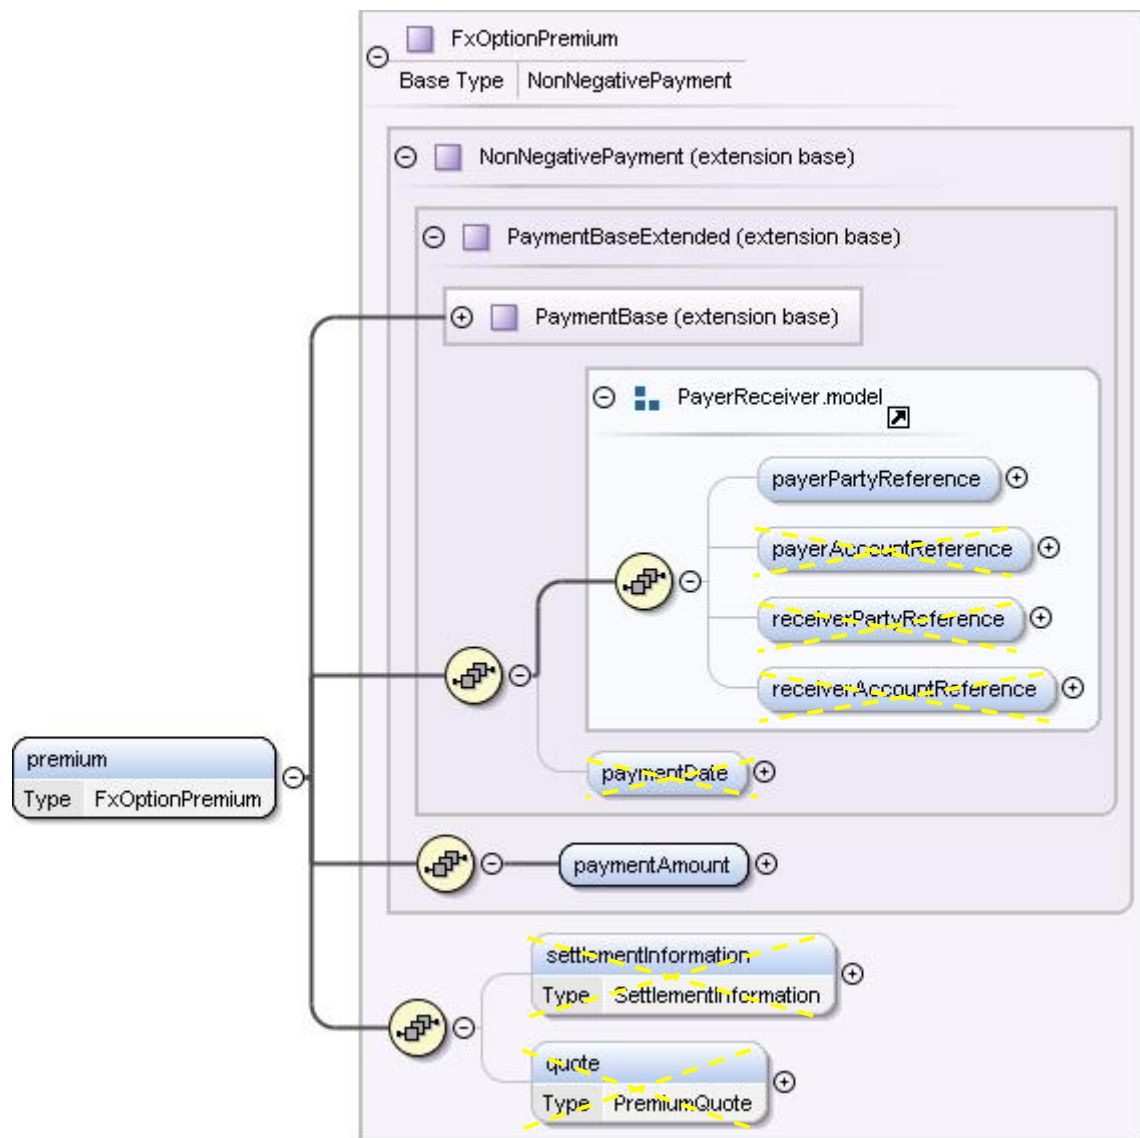 FxOptionPremium
Base Type NonNegativePayment
NonNegativePayment (extension base)
PaymentBaseExtended (extension base)
PaymentBase (extension base)
PayerReceiver.model
payerPartyReference
payerAccountReference
receiverPartyReference
receiverAccountReference
premium
Type FxOptionPremium
paymentDate
paymentAmount
settlementInformation
Type SettlementInformation
quote
Type PremiumQuote